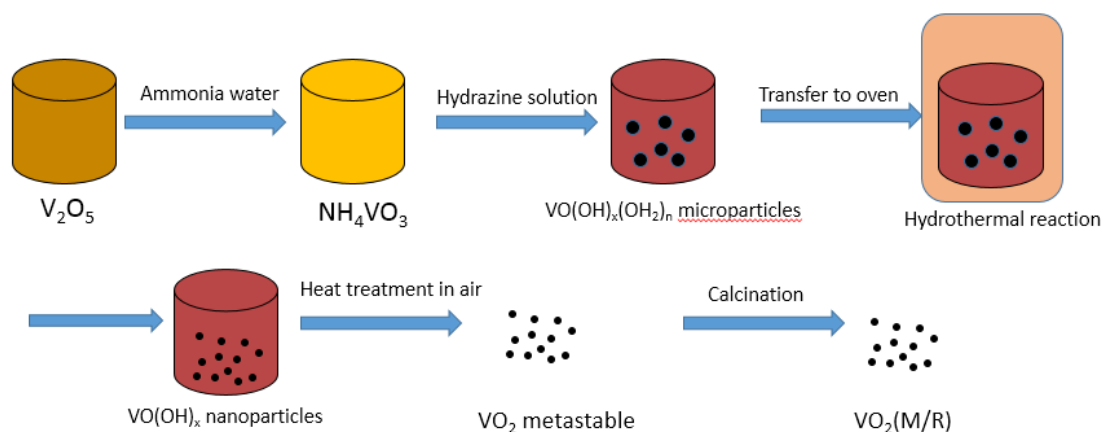 Ammonia water
Hydrazine solution
Transfer to oven
V₂O₅
NH₄VO₃
VO(OH)ₓ(OH₂)ₙ microparticles
Hydrothermal reaction
Heat treatment in air
Calcination
VO(OH)ₓ nanoparticles
VO₂ metastable
VO₂(M/R)